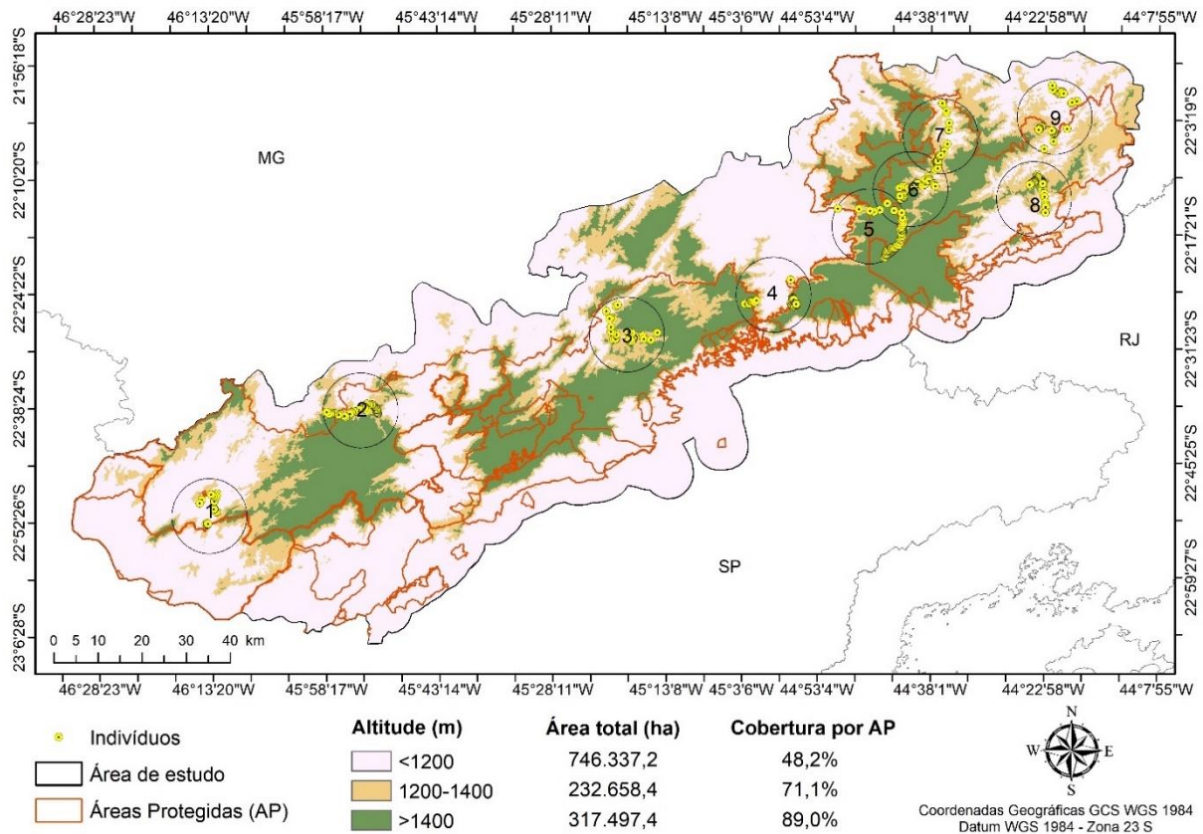 46°28'23"W 46°13'20"W 45°58'17"W 45°43'14"W 45°28'11"W 45°13'8"W 45°5'36"W 44°53'4"W 44°38'1"W 44°22'58"W 44°7'55"W
21°56'18"S
22°3'19"S
22°10'20"S
22°17'21"S
22°24'22"S
22°31'23"S
22°38'24"S
22°45'25"S
22°52'26"S
22°59'27"S
23°6'28"S
MG
9
7
6
8
5
4
3
RJ
2
1
SP
0 5 10 20 30 40 km
46°28'23"W 46°13'20"W 45°58'17"W 45°43'14"W 45°28'11"W 45°13'8"W 45°5'36"W 44°53'4"W 44°38'1"W 44°22'58"W 44°7'55"W
Indivíduos
Área de estudo
Áreas Protegidas (AP)
Altitude (m) Área total (ha) Cobertura por AP
<1200 746.337,2 48,2%
1200-1400 232.658,4 71,1%
>1400 317.497,4 89,0%
N
W E
S
Coordenadas Geográficas GCS WGS 1984
Datum WGS 1984 - Zona 23 S